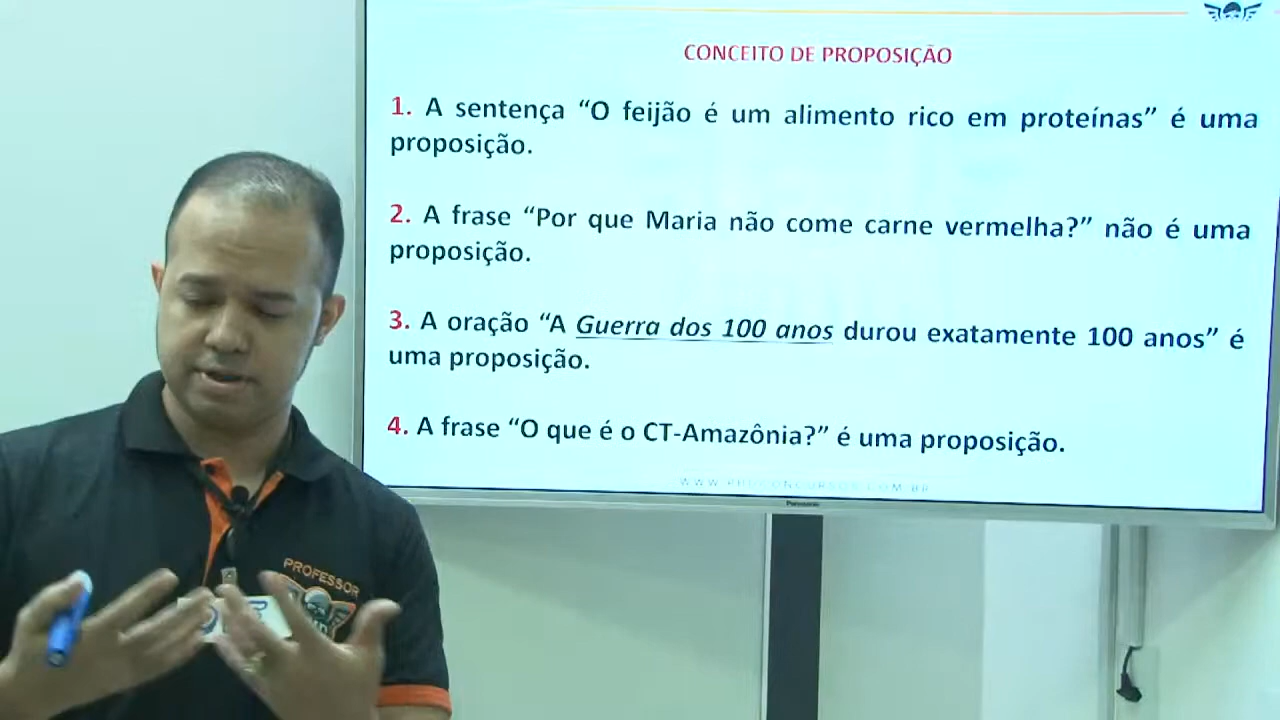 CONCEITO DE PROPOSIÇÃO
1. A sentença “O feijão é um alimento rico em proteínas” é uma
proposição.
2. A frase “Por que Maria não come carne vermelha?” não é uma
proposição.
3. A oração “A Guerra dos 100 anos durou exatamente 100 anos” é
uma proposição.
4. A frase “O que é o CT-Amazônia?” é uma proposição.
Panasonic
PROFESSOR